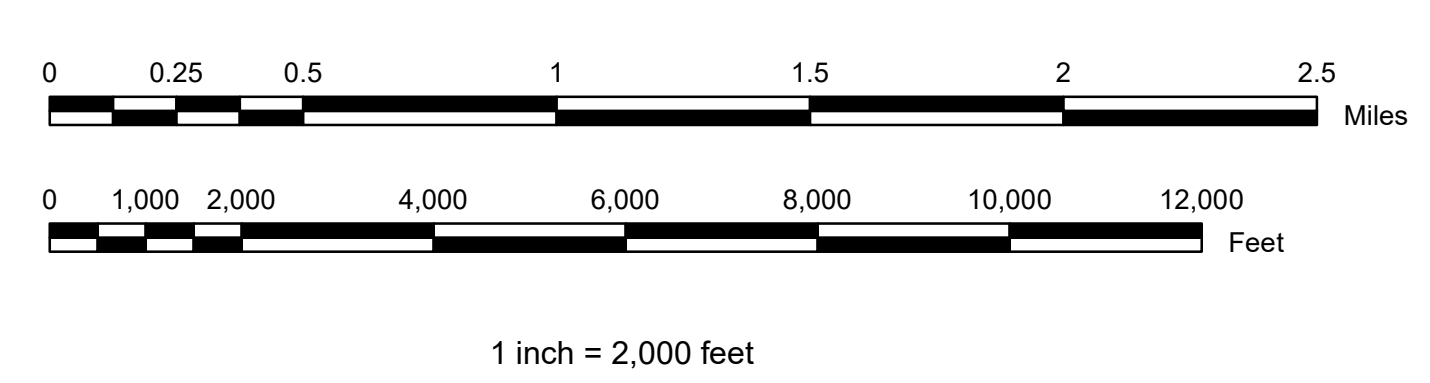 0 0.25 0.5 1 1.5 2 2.5
Miles
0 1,000 2,000 4,000 6,000 8,000 10,000 12,000
Feet
1 inch = 2,000 feet